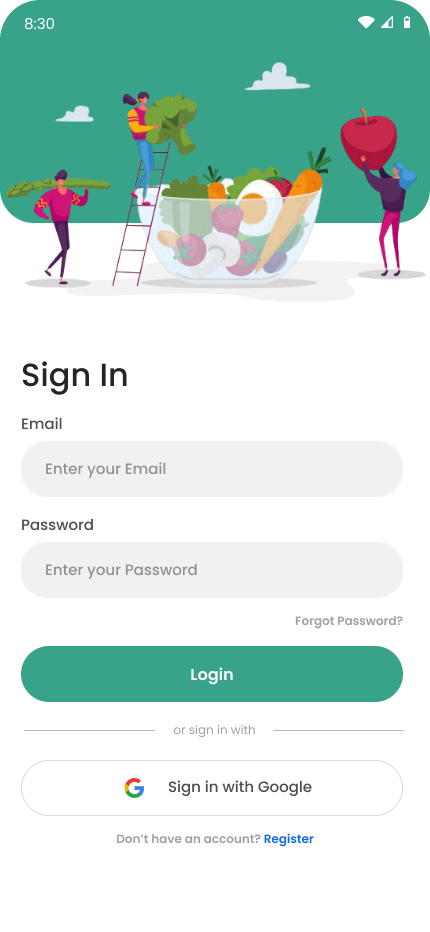 8:30
Sign In
Email
Enter your Email
Password
Enter your Password
Forgot Password?
Login
or sign in with
Sign in with Google
Don’t have an account? Register